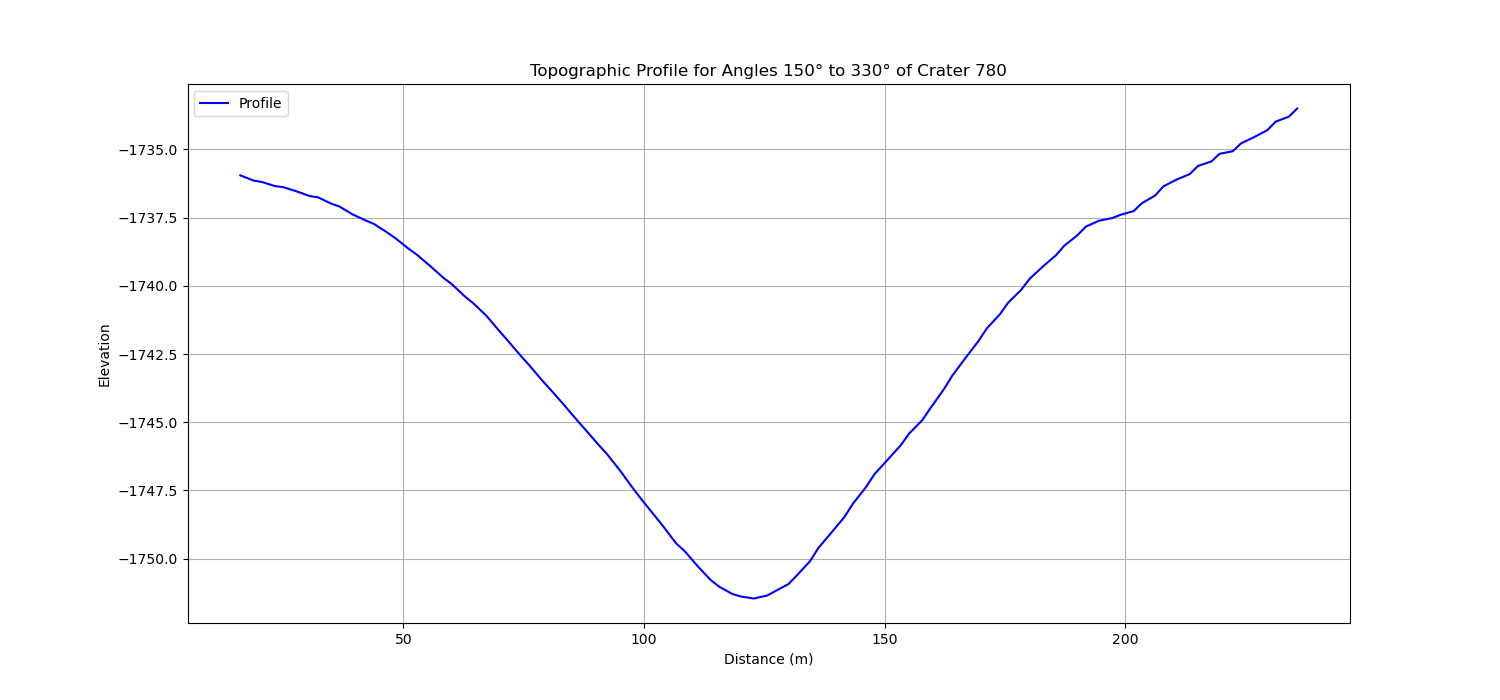 Topographic Profile for Angles 150° to 330° of Crater 780
Profile
−1735.0
−1737.5
−1740.0
−1742.5
−1745.0
−1747.5
−1750.0
Elevation
50 100 150 200
Distance (m)